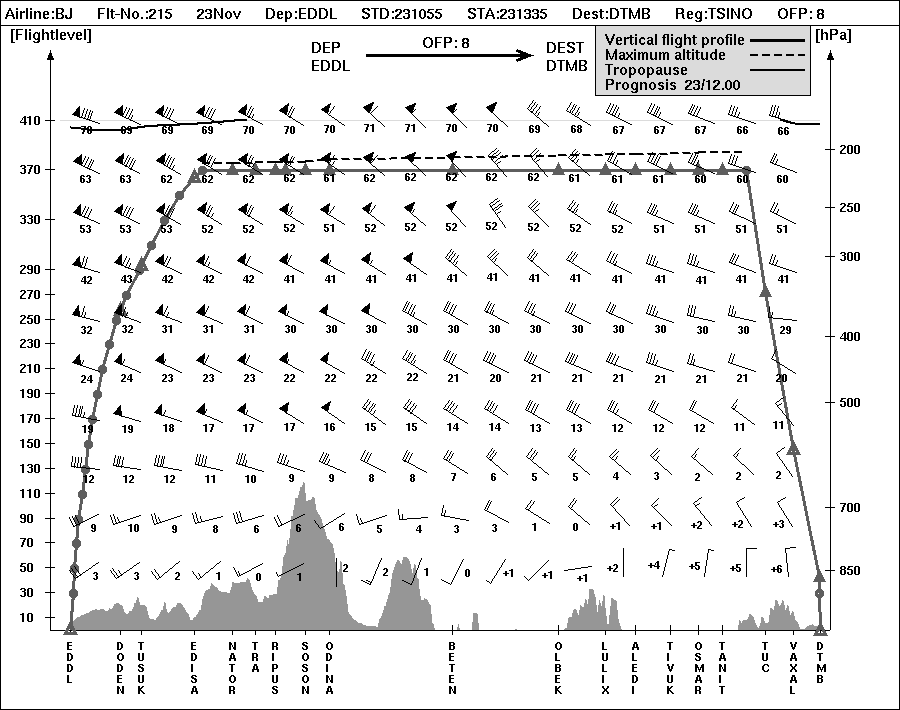 Airline:BJ Flt-No.:215 23Nov Dep:EDDL STD:231055 STA:231335 Dest:DTMB Reg:TSINO OFP: 8
[Flightlevel] [hPa]
DEP OFP: 8 DEST
EDDL DTMB
Vertical flight profile
Maximum altitude
Tropopause
Prognosis 23/12.00
410 70 69 69 69 70 70 70 71 71 70 70 69 68 67 67 67 66 66
200
370 63 63 62 62 62 62 61 62 62 62 62 62 61 61 61 60 60 60
250
330 53 53 53 52 52 52 52 52 52 52 52 52 52 52 51 51 51 51
300
290 42 43 42 42 42 41 41 41 41 41 41 41 41 41 41 41 41 41
270
250 32 32 31 31 31 30 30 30 30 30 30 30 30 30 30 30 30 29
230
400
210 24 24 23 23 23 22 22 22 22 21 20 21 21 21 21 21 21 20
190
500
170 19 19 18 17 17 17 16 15 15 14 14 13 13 12 12 12 11 11
150
130 12 12 12 11 10 9 9 8 8 7 6 5 5 4 3 2 2 2
110
700
90 9 10 9 8 6 6 6 5 4 3 3 1 0 +1 +1 +2 +2 +3
70
50 3 3 2 1 0 1 2 2 1 0 +1 +1 +1 +2 +4 +5 +5 +6
850
30
10
EDDL DODEN TUSUK EDISA NATOR TRA RIPUS SOSON ODINA BETEN OLBEK LULIX ALEDI TIVUK OSMAR TANIT TUC VAXAL DTMB